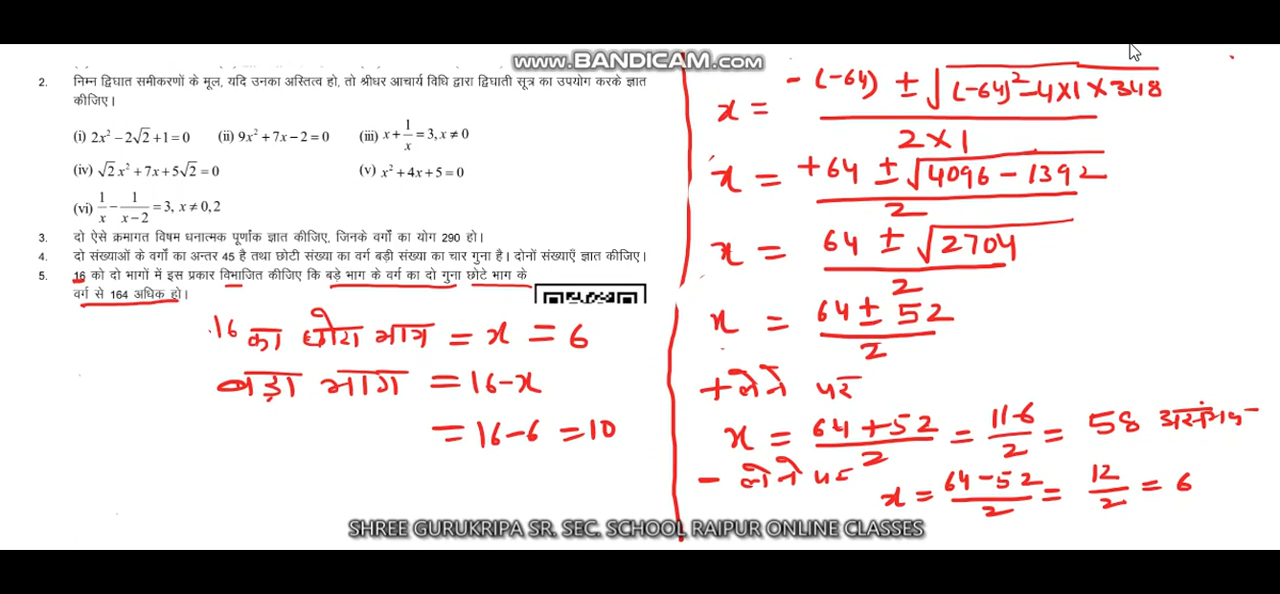 www.BANDICAM.com
2. निम्न द्विघात समीकरणों के मूल, यदि उनका अस्तित्व हो, तो श्रीधर आचार्य विधि द्वारा द्विघाती सूत्र का उपयोग करके ज्ञात
कीजिए।
(i) 2x² − 2√2 + 1 = 0 (ii) 9x² + 7x − 2 = 0 (iii) x + 1/x = 3, x ≠ 0
(iv) √2x² + 7x + 5√2 = 0 (v) x² + 4x + 5 = 0
(vi) 1/x − 1/(x−2) = 3, x ≠ 0, 2
3. दो ऐसे क्रमागत विषम धनात्मक पूर्णांक ज्ञात कीजिए, जिनके वर्गों का योग 290 हो।
4. दो संख्याओं के वर्गों का अन्तर 45 है तथा छोटी संख्या का वर्ग बड़ी संख्या का चार गुना है। दोनों संख्याएँ ज्ञात कीजिए।
5. 16 को दो भागों में इस प्रकार विभाजित कीजिए कि बड़े भाग के वर्ग का दो गुना छोटे भाग के
वर्ग से 164 अधिक हो।
16 का छोटा भाग = x = 6
बड़ा भाग = 16-x
= 16-6 = 10
x = (-(-64) ± √((-64)² - 4×1×348))/(2×1)
x = (+64 ± √(4096 - 1392))/2
x = (64 ± √2704)/2
x = (64 ± 52)/2
+ लेने पर
x = (64+52)/2 = 116/2 = 58
- लेने पर
x = (64-52)/2 = 12/2 = 6
SHREE GURUKRIPA SR. SEC. SCHOOL RAIPUR ONLINE CLASSES